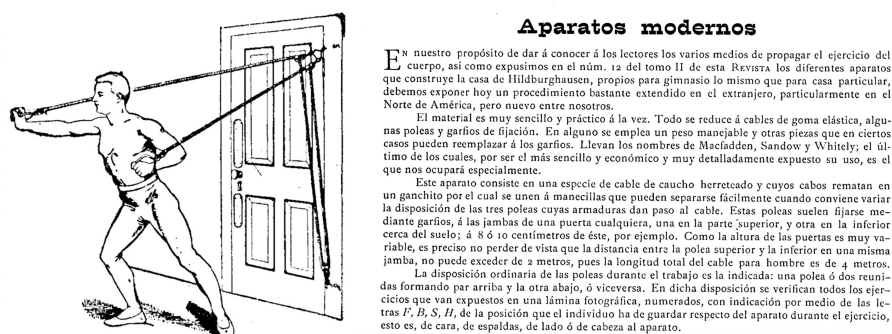 Aparatos modernos
EN nuestro propósito de dar á conocer á los lectores los varios medios de propagar el ejercicio del
cuerpo, así como expusimos en el núm. 12 del tomo II de esta REVISTA los diferentes aparatos
que construye la casa de Hildburghausen, propios para gimnasio lo mismo que para casa particular,
debemos exponer hoy un procedimiento bastante extendido en el extranjero, particularmente en el
Norte de América, pero nuevo entre nosotros.
El material es muy sencillo y práctico á la vez. Todo se reduce á cables de goma elástica, algu-
nas poleas y garfios de fijación. En alguno se emplea un peso manejable y otras piezas que en ciertos
casos pueden reemplazar á los garfios. Llevan los nombres de Macfadden, Sandow y Whitely; el úl-
timo de los cuales, por ser el más sencillo y económico y muy detalladamente expuesto su uso, es el
que nos ocupará especialmente.
Este aparato consiste en una especie de cable de caucho herreteado y cuyos cabos rematan en
un ganchito por el cual se unen á manecillas que pueden separarse fácilmente cuando conviene variar
la disposición de las tres poleas cuyas armaduras dan paso al cable. Estas poleas suelen fijarse me-
diante garfios, á las jambas de una puerta cualquiera, una en la parte superior, y otra en la inferior
cerca del suelo; á 8 ó 10 centímetros de éste, por ejemplo. Como la altura de las puertas es muy va-
riable, es preciso no perder de vista que la distancia entre la polea superior y la inferior en una misma
jamba, no puede exceder de 2 metros, pues la longitud total del cable para hombre es de 4 metros.
La disposición ordinaria de las poleas durante el trabajo es la indicada: una polea ó dos reuni-
das formando par arriba y la otra abajo, ó viceversa. En dicha disposición se verifican todos los ejer-
cicios que van expuestos en una lámina fotográfica, numerados, con indicación por medio de las le-
tras F, B, S, H, de la posición que el individuo ha de guardar respecto del aparato durante el ejercicio,
esto es, de cara, de espaldas, de lado ó de cabeza al aparato.